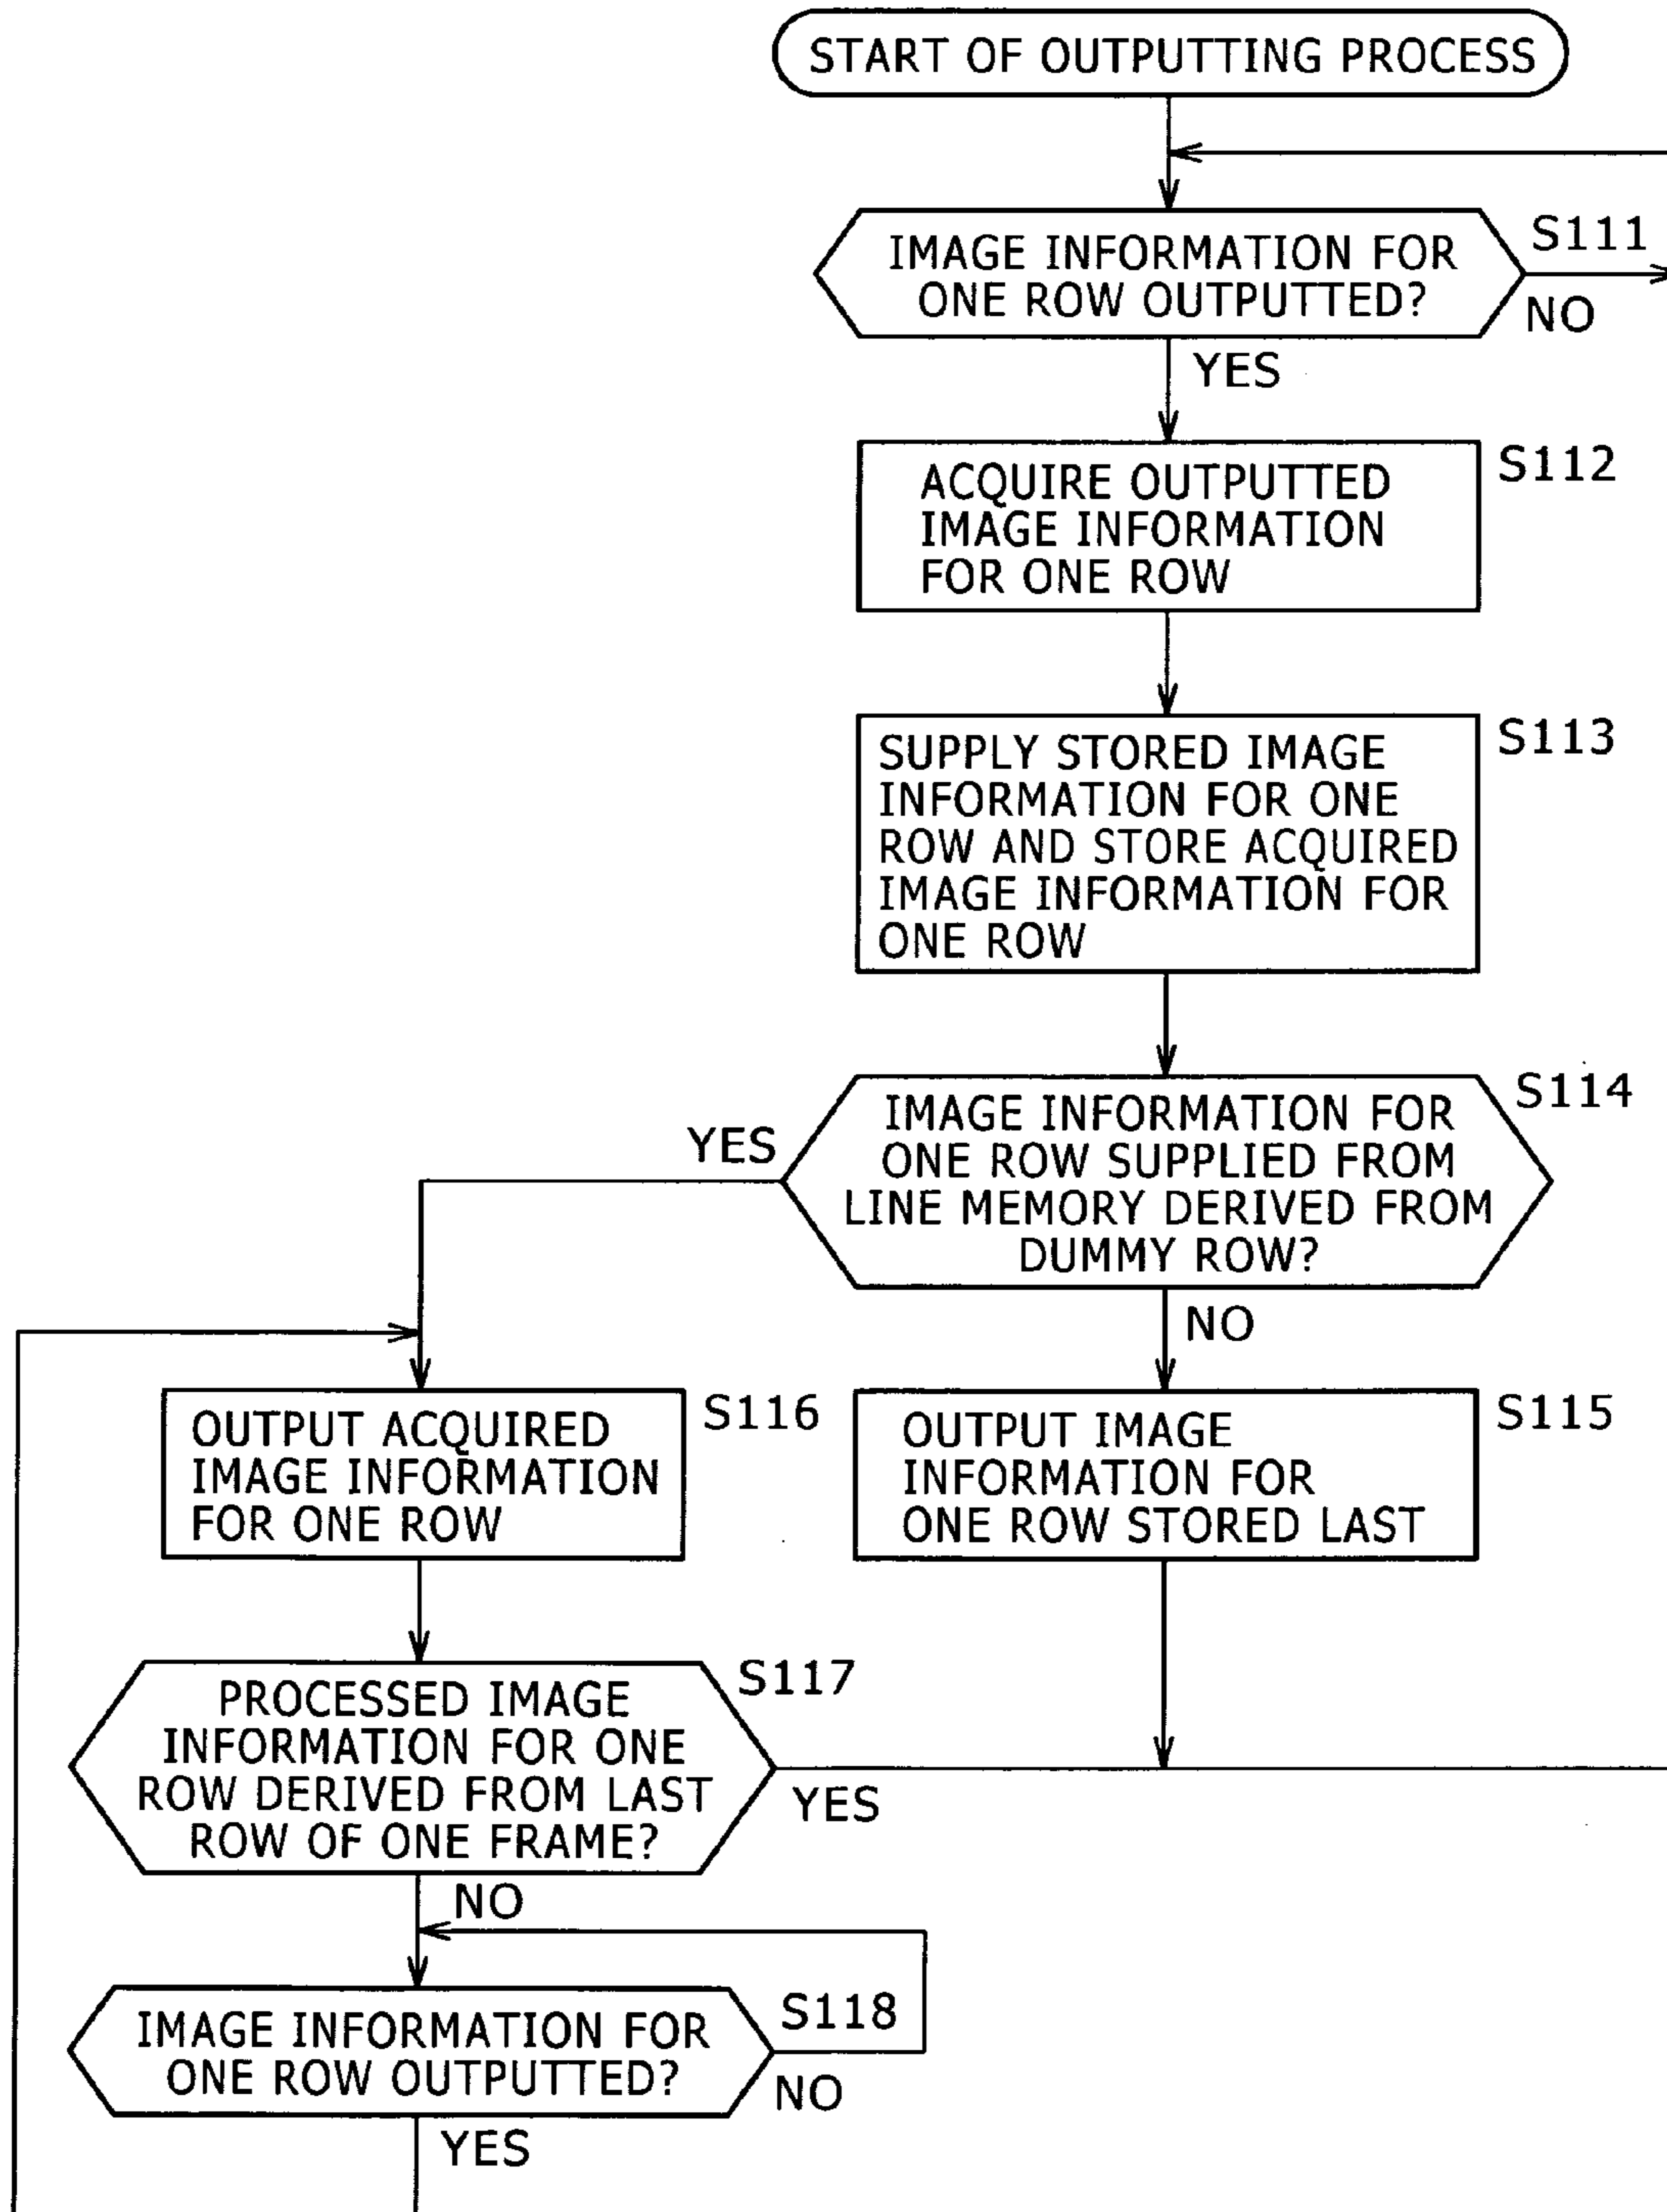 START OF OUTPUTTING PROCESS
IMAGE INFORMATION FOR
ONE ROW OUTPUTTED?
S111
NO
YES
ACQUIRE OUTPUTTED
IMAGE INFORMATION
FOR ONE ROW
S112
SUPPLY STORED IMAGE
INFORMATION FOR ONE
ROW AND STORE ACQUIRED
IMAGE INFORMATION FOR
ONE ROW
S113
IMAGE INFORMATION FOR
ONE ROW SUPPLIED FROM
LINE MEMORY DERIVED FROM
DUMMY ROW?
S114
YES
NO
OUTPUT ACQUIRED
IMAGE INFORMATION
FOR ONE ROW
S116
OUTPUT IMAGE
INFORMATION FOR
ONE ROW STORED LAST
S115
PROCESSED IMAGE
INFORMATION FOR ONE
ROW DERIVED FROM LAST
ROW OF ONE FRAME?
S117
YES
NO
IMAGE INFORMATION FOR
ONE ROW OUTPUTTED?
S118
NO
YES